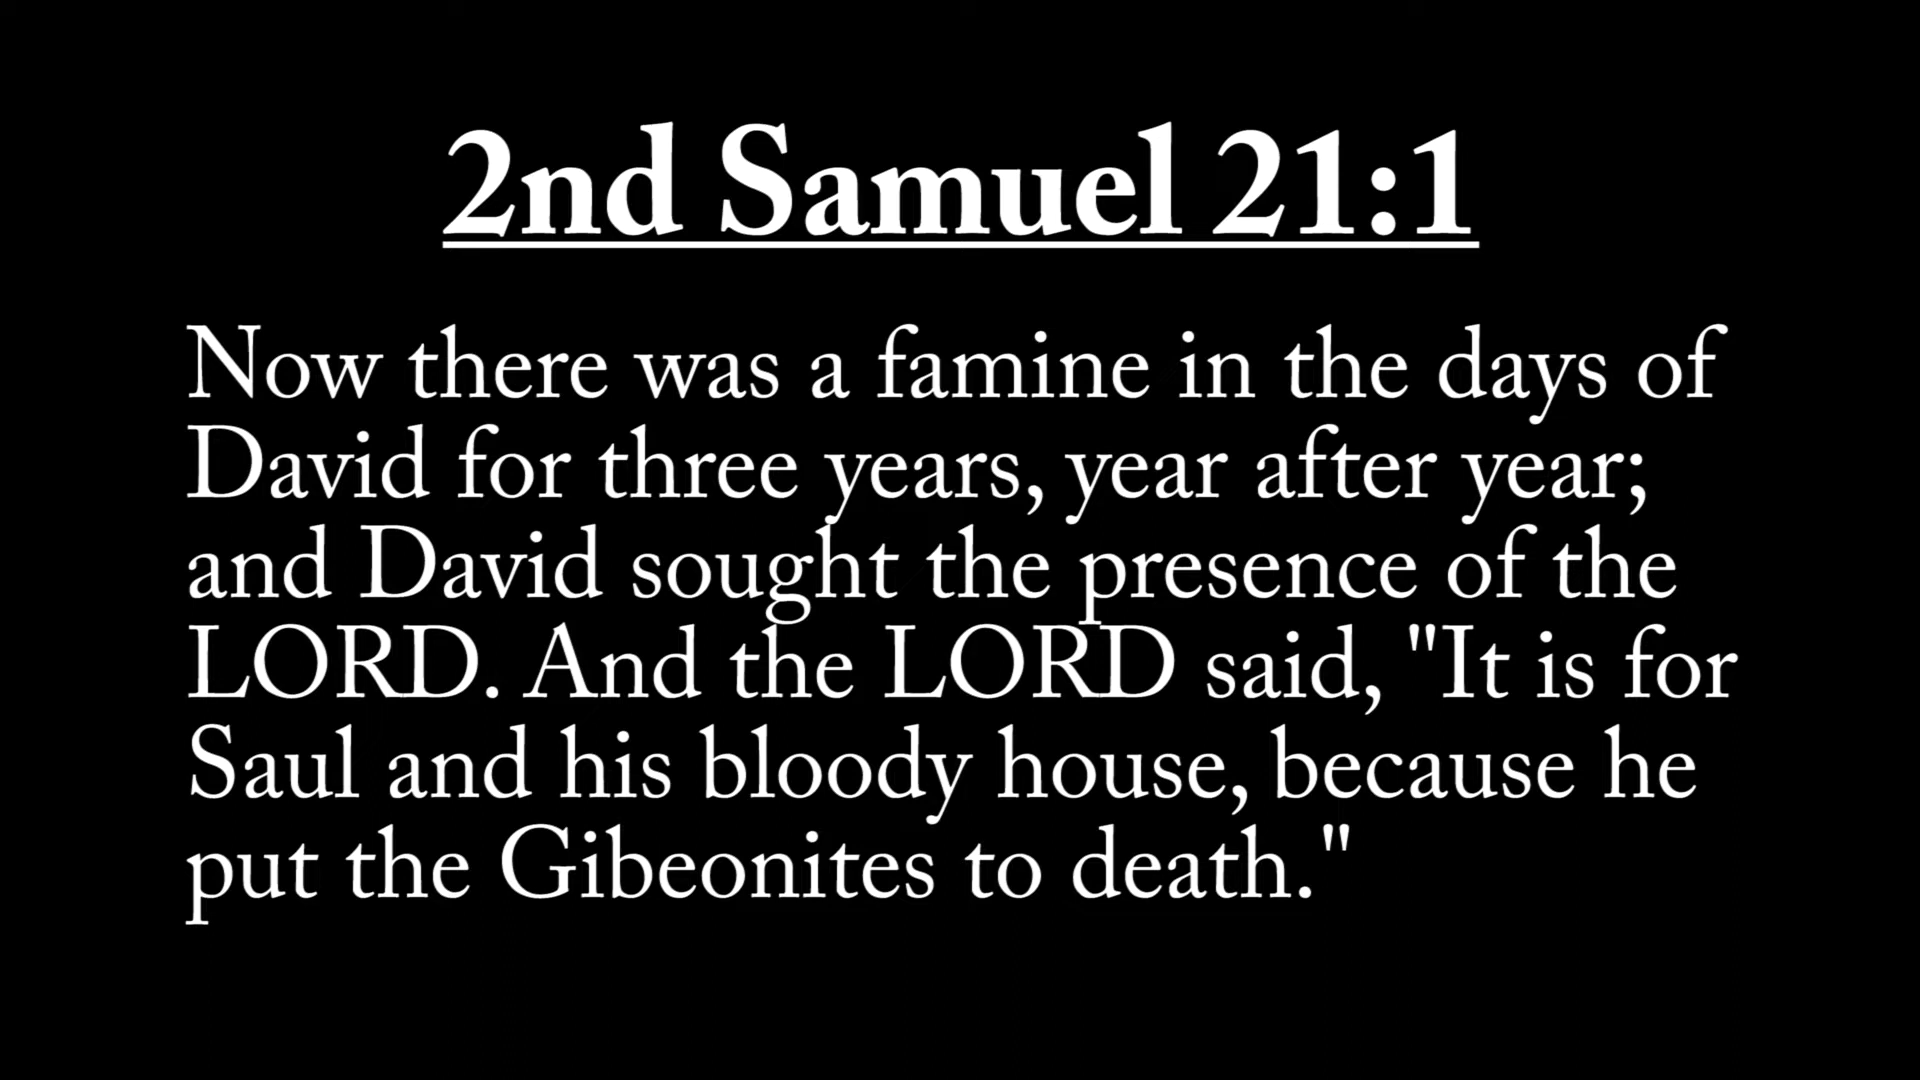 2nd Samuel 21:1
Now there was a famine in the days of
David for three years, year after year;
and David sought the presence of the
LORD. And the LORD said, "It is for
Saul and his bloody house, because he
put the Gibeonites to death."